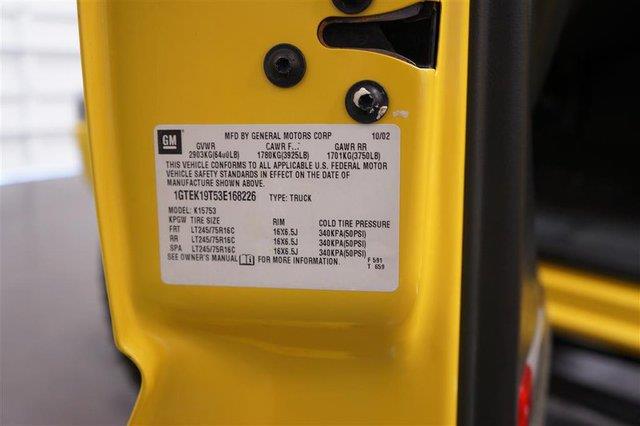 GM
MFD BY GENERAL MOTORS CORP 10/02
GVWR GAWR RR
2903KG 1780KG(3925LB) 1701KG(3750LB)
THIS VEHICLE CONFORMS TO ALL APPLICABLE U.S. FEDERAL MOTOR
VEHICLE SAFETY STANDARDS IN EFFECT ON THE DATE OF
MANUFACTURE SHOWN ABOVE.
1GTEK19T53E168226 TYPE: TRUCK
MODEL: K15753
KPGW TIRE SIZE RIM COLD TIRE PRESSURE
FRT LT245/75R16C 16X6.5J 340KPA(50PSI)
RR LT245/75R16C 16X6.5J 340KPA(50PSI)
SPA LT245/75R16C 16X6.5J 340KPA(50PSI)
SEE OWNER'S MANUAL FOR MORE INFORMATION.
F 591
T 659